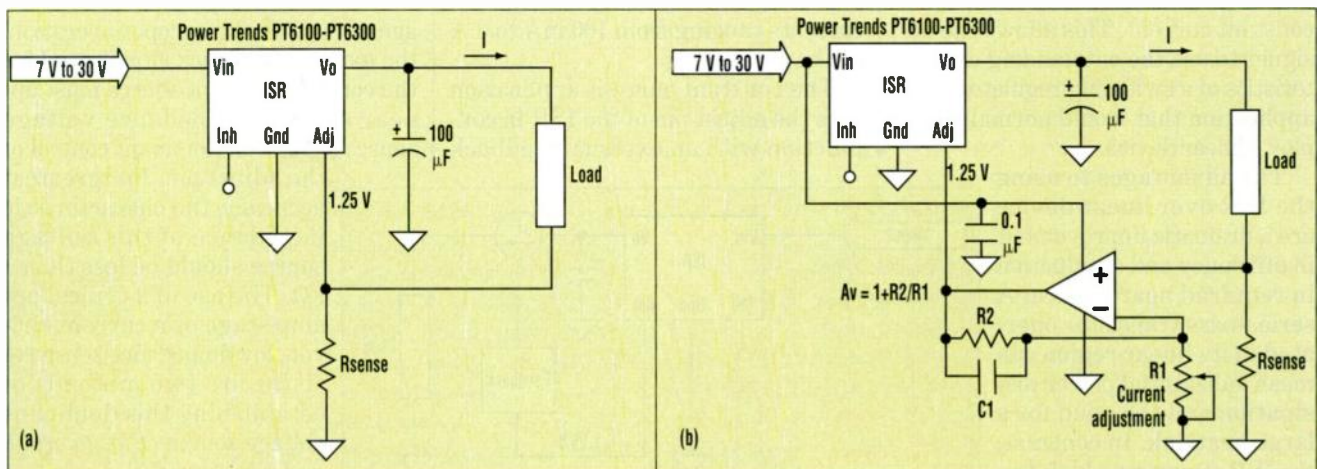 Power Trends PT6100-PT6300
7 V to 30 V
Vin
Vo
ISR
Inh
Gnd
Adj
I
+
100
µF
1.25 V
Load
Rsense
(a)
Power Trends PT6100-PT6300
7 V to 30 V
Vin
Vo
ISR
Inh
Gnd
Adj
I
+
100
µF
1.25 V
0.1
µF
Load
Av = 1+R2/R1
+
–
R2
C1
R1
Current
adjustment
Rsense
(b)